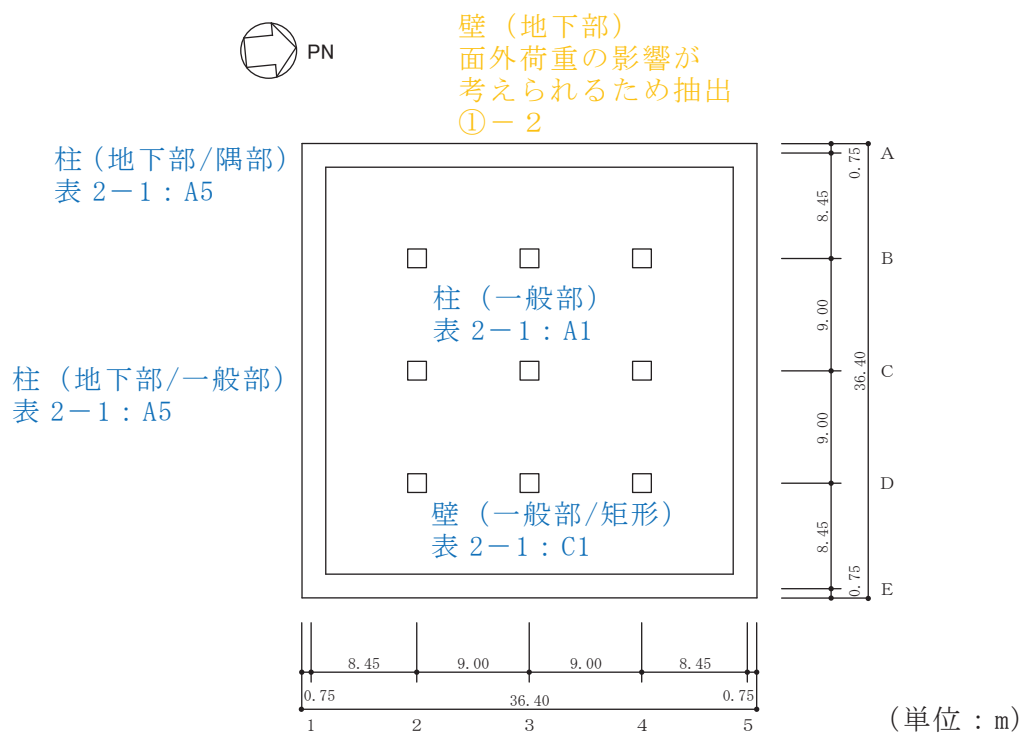 PN
壁（地下部）
面外荷重の影響が
考えられるため抽出
①－２
柱（地下部/隅部）
表 2－1：A5
柱（一般部）
表 2－1：A1
柱（地下部/一般部）
表 2－1：A5
壁（一般部/矩形）
表 2－1：C1
0.75
A
8.45
B
9.00
36.40
C
9.00
D
8.45
0.75
E
8.45 9.00 9.00 8.45
0.75 36.40 0.75
1 2 3 4 5
（単位：m）